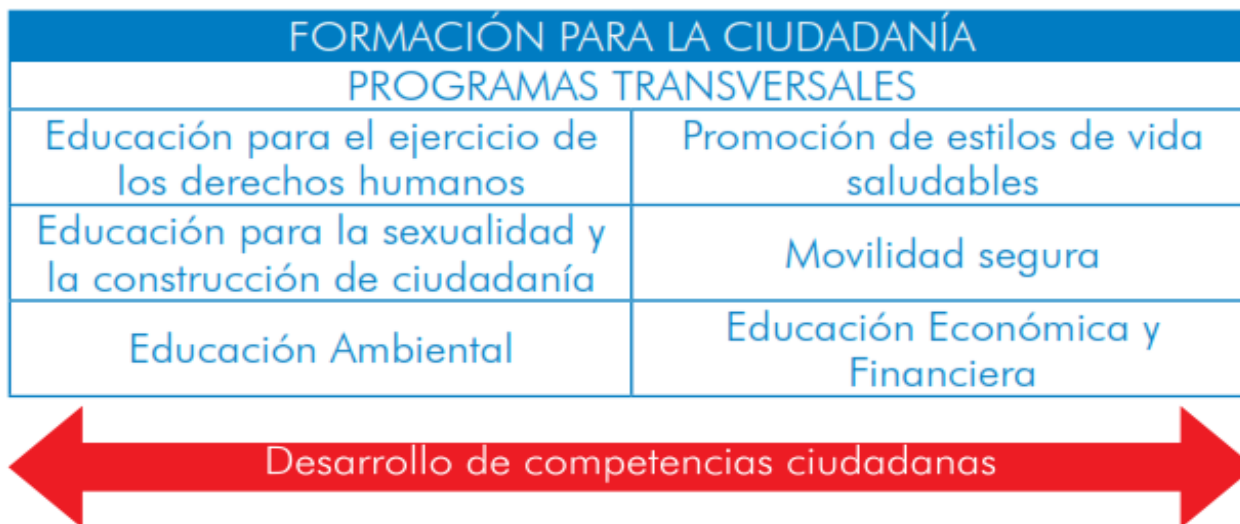 FORMACIÓN PARA LA CIUDADANÍA
PROGRAMAS TRANSVERSALES
Educación para el ejercicio de
los derechos humanos
Promoción de estilos de vida
saludables
Educación para la sexualidad y
la construcción de ciudadanía
Movilidad segura
Educación Ambiental
Educación Económica y
Financiera
Desarrollo de competencias ciudadanas